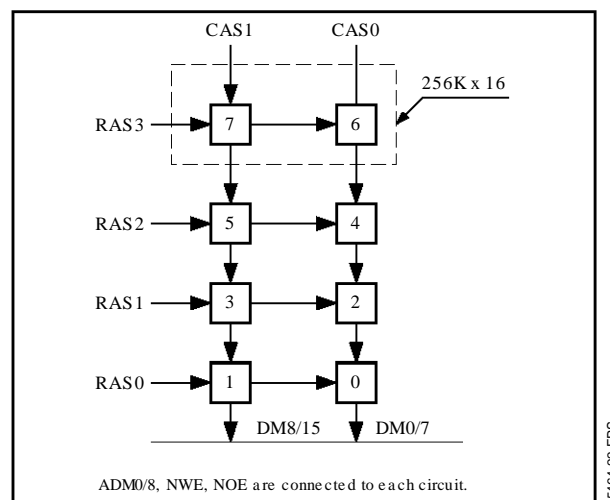 CAS1 CAS0
256K x 16
RAS3 7 6
RAS2 5 4
RAS1 3 2
RAS0 1 0
DM8/15 DM0/7
ADM0/8, NWE, NOE are connected to each circuit.